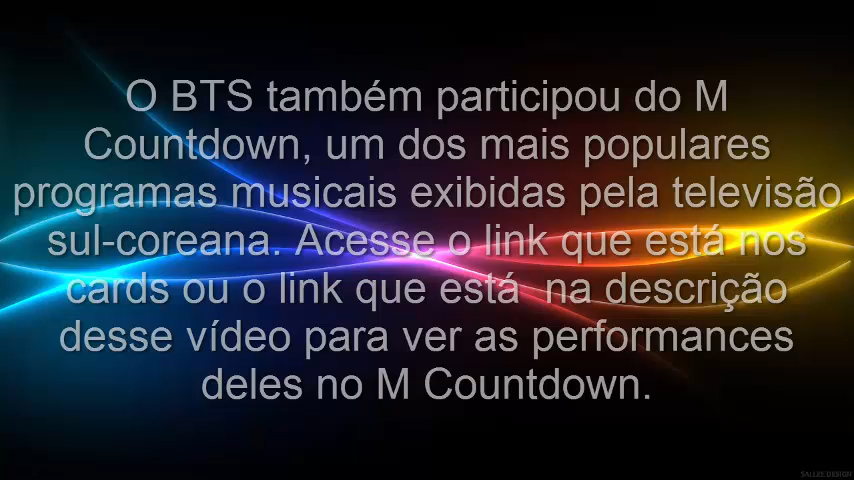 O BTS também participou do M
Countdown, um dos mais populares
programas musicais exibidas pela televisão
sul-coreana. Acesse o link que está nos
cards ou o link que está  na descrição
desse vídeo para ver as performances
deles no M Countdown.
SALLEEDESIGN